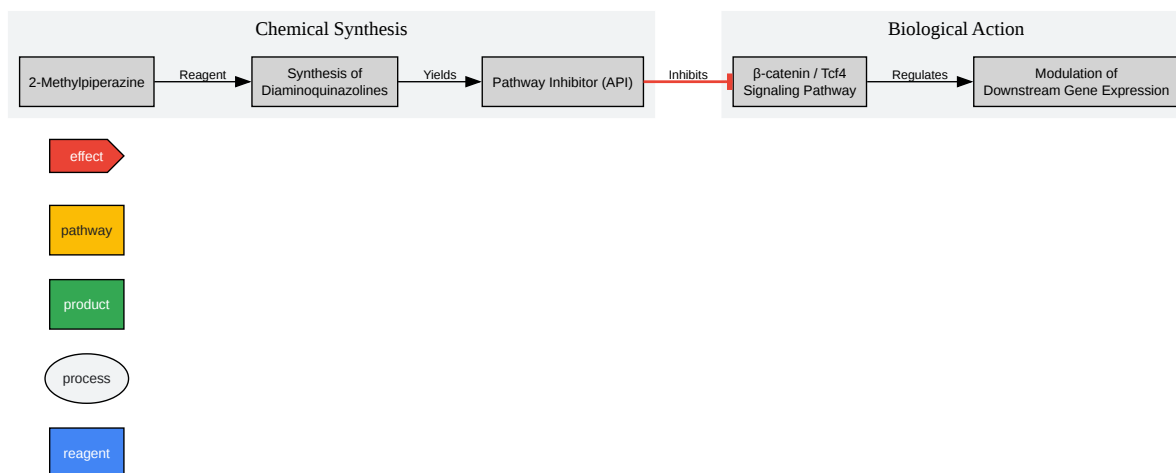 Chemical Synthesis
Biological Action
2-Methylpiperazine
Reagent
Synthesis of
Diaminoquinazolines
Yields
Pathway Inhibitor (API)
Inhibits
β-catenin / Tcf4
Signaling Pathway
Regulates
Modulation of
Downstream Gene Expression
effect
pathway
product
process
reagent